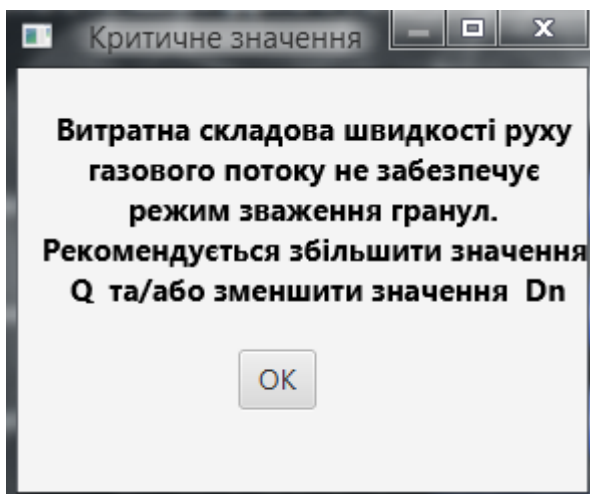 Критичне значення
Витратна складова швидкості руху
газового потоку не забезпечує
режим зваження гранул.
Рекомендується збільшити значення
Q та/або зменшити значення Dn
OK